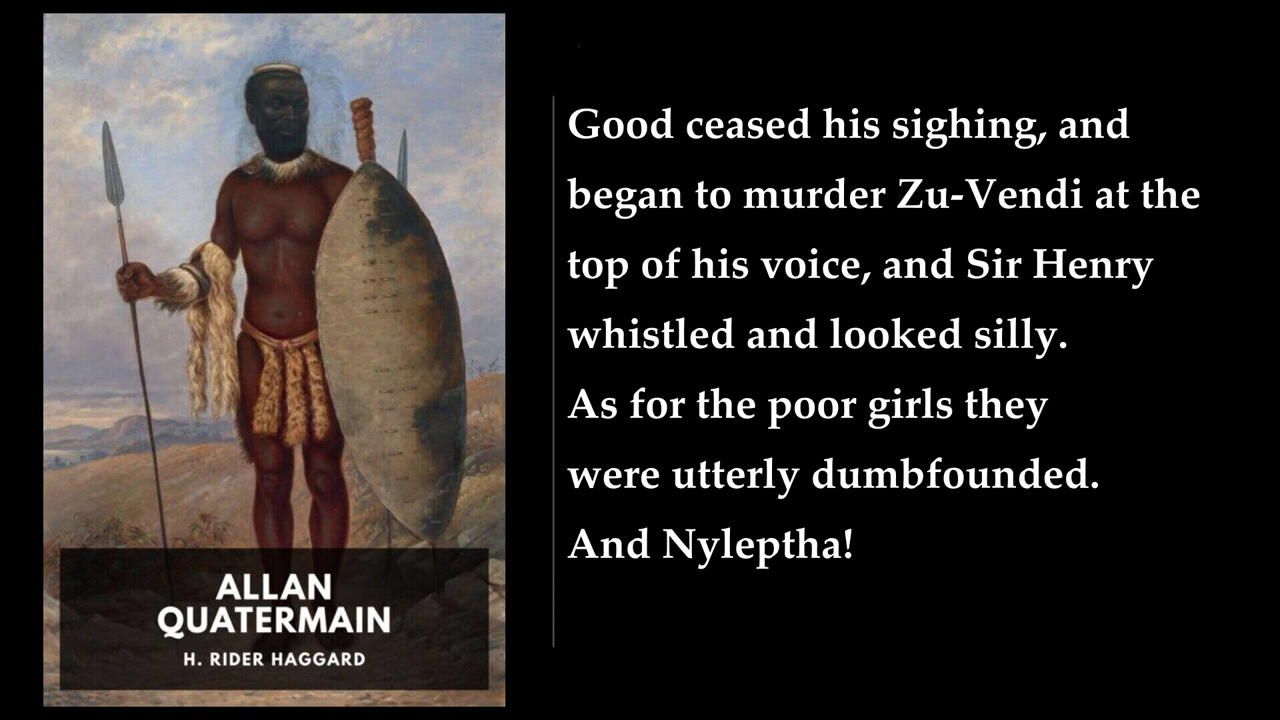 ALLAN
QUATERMAIN
H. RIDER HAGGARD
Good ceased his sighing, and
began to murder Zu-Vendi at the
top of his voice, and Sir Henry
whistled and looked silly.
As for the poor girls they
were utterly dumbfounded.
And Nyleptha!